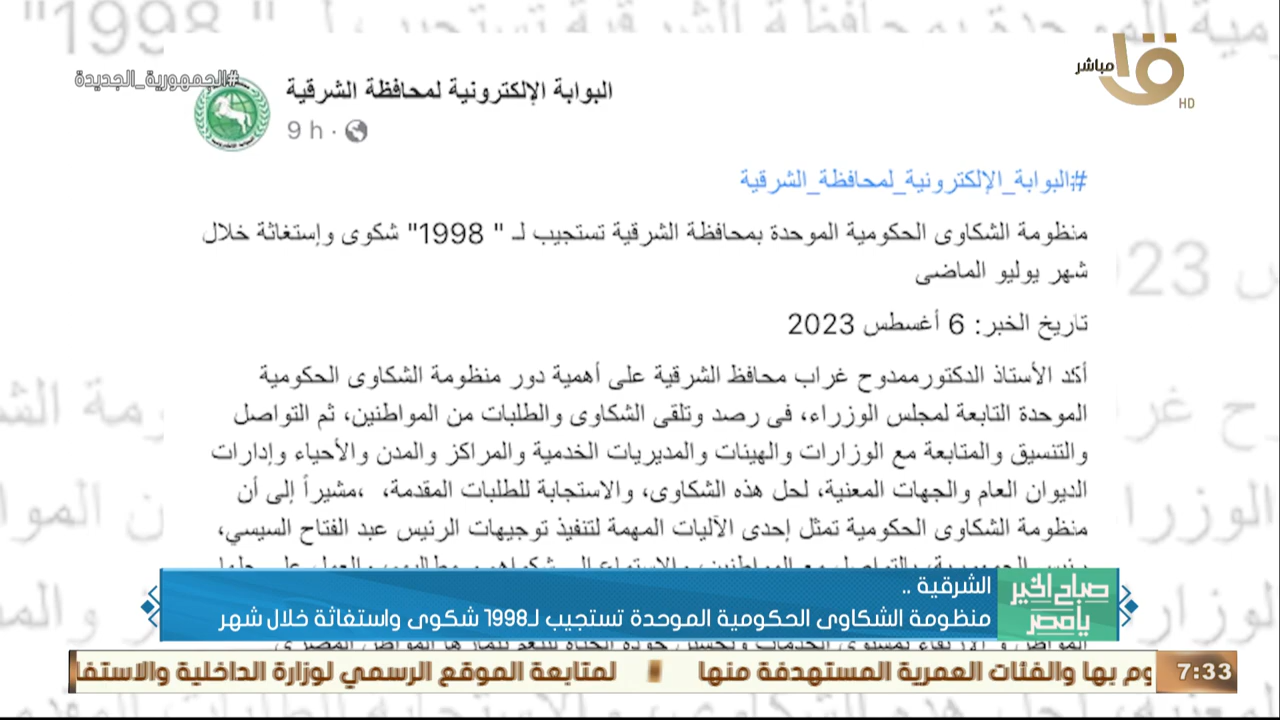 #الجمهورية_الجديدة
مباشر
HD
البوابة الإلكترونية لمحافظة الشرقية
9 h
#البوابة_الإلكترونية_لمحافظة_الشرقية
منظومة الشكاوى الحكومية الموحدة بمحافظة الشرقية تستجيب لـ " 1998" شكوى وإستغاثة خلال
شهر يوليو الماضى
تاريخ الخبر: 6 أغسطس 2023
أكد الأستاذ الدكتورممدوح غراب محافظ الشرقية على أهمية دور منظومة الشكاوى الحكومية
الموحدة التابعة لمجلس الوزراء، فى رصد وتلقى الشكاوى والطلبات من المواطنين، ثم التواصل
والتنسيق والمتابعة مع الوزارات والهيئات والمديريات الخدمية والمراكز والمدن والأحياء وإدارات
الديوان العام والجهات المعنية، لحل هذه الشكاوى، والاستجابة للطلبات المقدمة، ،مشيراً إلى أن
منظومة الشكاوى الحكومية تمثل إحدى الآليات المهمة لتنفيذ توجيهات الرئيس عبد الفتاح السيسي،
صباح الخير
يا مصر
الشرقية ..
منظومة الشكاوى الحكومية الموحدة تستجيب لـ1998 شكوى واستغاثة خلال شهر
7:33
وم بها والفئات العمرية المستهدفة منها
لمتابعة الموقع الرسمي لوزارة الداخلية والاستفا